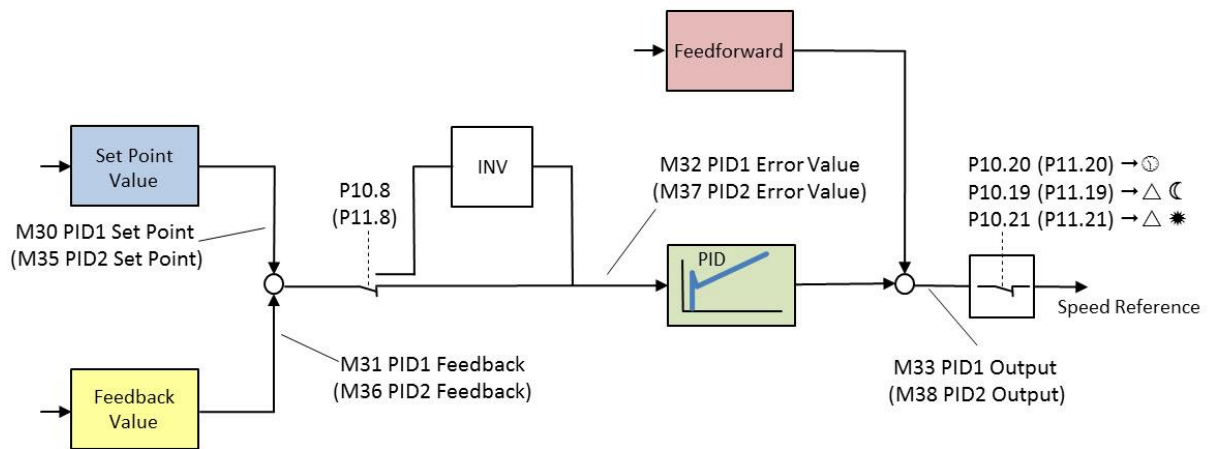 Feedforward
Set Point
Value
INV
P10.8
(P11.8)
M32 PID1 Error Value
(M37 PID2 Error Value)
P10.20 (P11.20) →
P10.19 (P11.19) → △ ☾
P10.21 (P11.21) → △ ✹
M30 PID1 Set Point
(M35 PID2 Set Point)
PID
Speed Reference
M31 PID1 Feedback
(M36 PID2 Feedback)
M33 PID1 Output
(M38 PID2 Output)
Feedback
Value